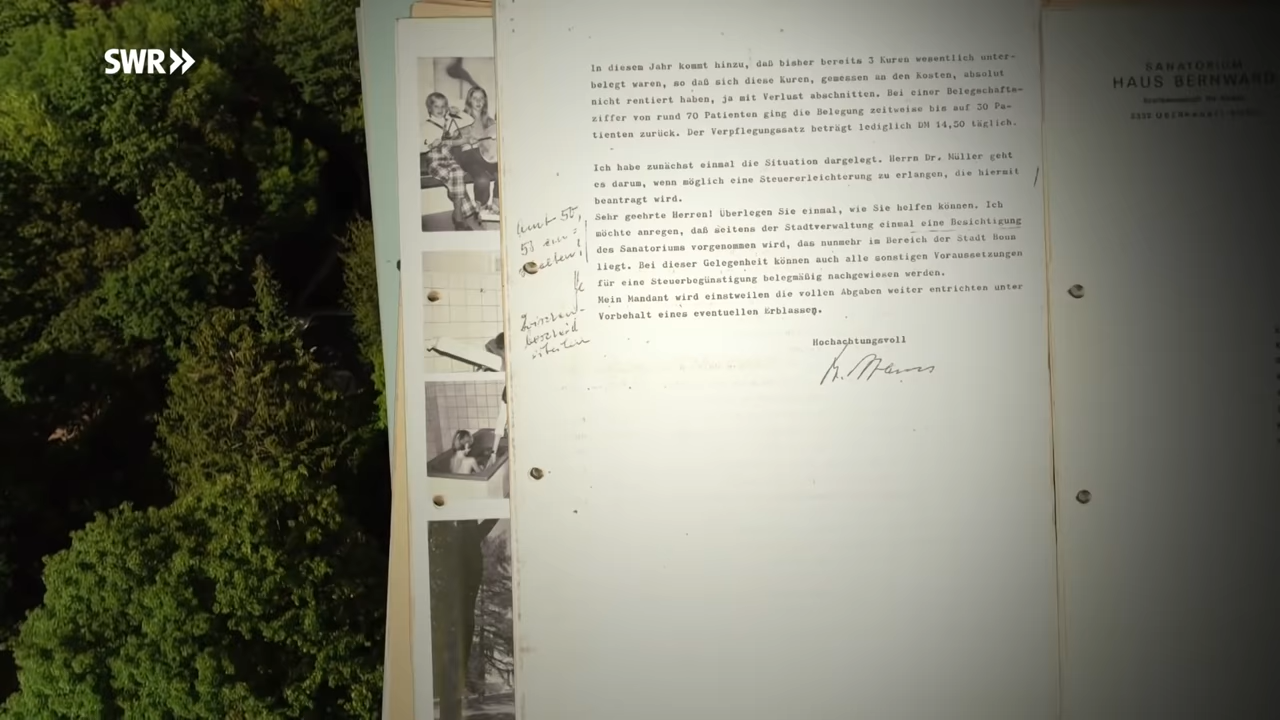 SWR
In diesem Jahr kommt hinzu, daß bisher bereits 3 Kuren wesentlich unter-
belegt waren, so daß sich diese Kuren, gemessen an den Kosten, absolut
nicht rentiert haben, ja mit Verlust abschnitten. Bei einer Belegschafts-
ziffer von rund 70 Patienten ging die Belegung zeitweise bis auf 30 Pa-
tienten zurück. Der Verpflegungssatz beträgt lediglich DM 14,50 täglich.
Ich habe zunächst einmal die Situation dargelegt. Herrn Dr. Müller geht
es darum, wenn möglich eine Steuererleichterung zu erlangen, die hiermit
beantragt wird.
Sehr geehrte Herren! Überlegen Sie einmal, wie Sie helfen können. Ich
möchte anregen, daß seitens der Stadtverwaltung einmal eine Besichtigung
des Sanatoriums vorgenommen wird, das nunmehr im Bereich der Stadt Bonn
liegt. Bei dieser Gelegenheit können auch alle sonstigen Voraussetzungen
für eine Steuerbegünstigung belegmäßig nachgewiesen werden.
Mein Mandant wird einstweilen die vollen Abgaben weiter entrichten unter
Vorbehalt eines eventuellen Erblassen.
Hochachtungsvoll
SANATORIUM
HAUS BERNWARD